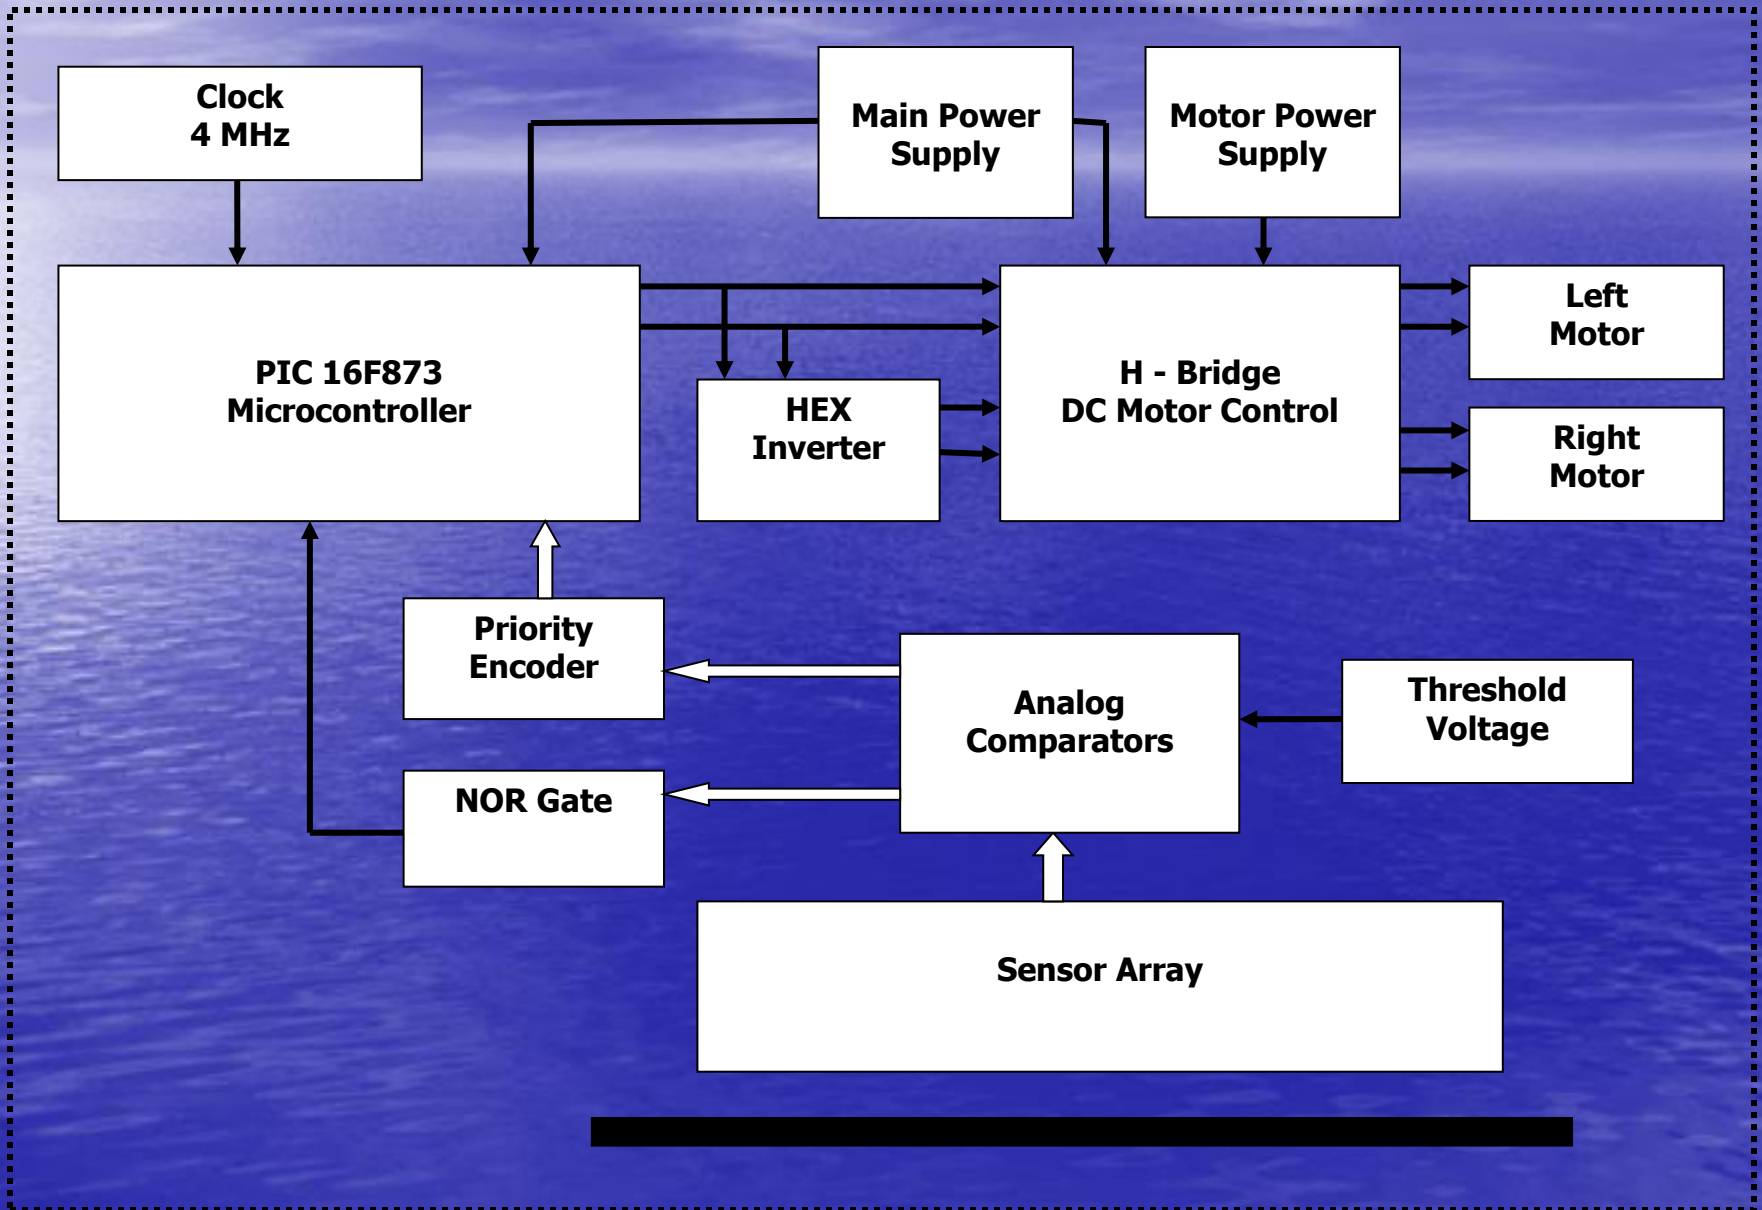 Clock
4 MHz
Main Power
Supply
Motor Power
Supply
PIC 16F873
Microcontroller
HEX
Inverter
H - Bridge
DC Motor Control
Left
Motor
Right
Motor
Priority
Encoder
NOR Gate
Analog
Comparators
Threshold
Voltage
Sensor Array